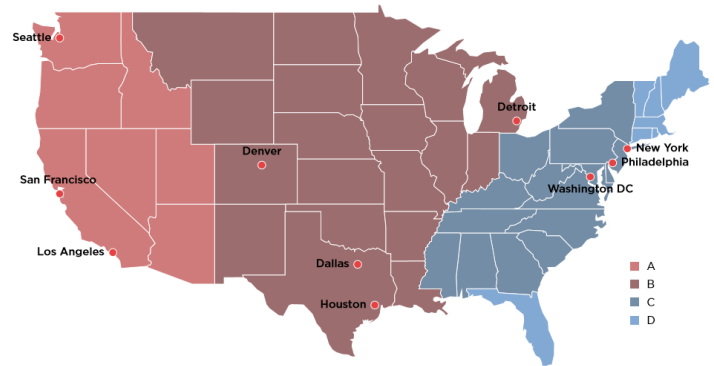 Seattle
Detroit
Denver
New York
Philadelphia
San Francisco
Washington DC
Los Angeles
Dallas
Houston
A
B
C
D